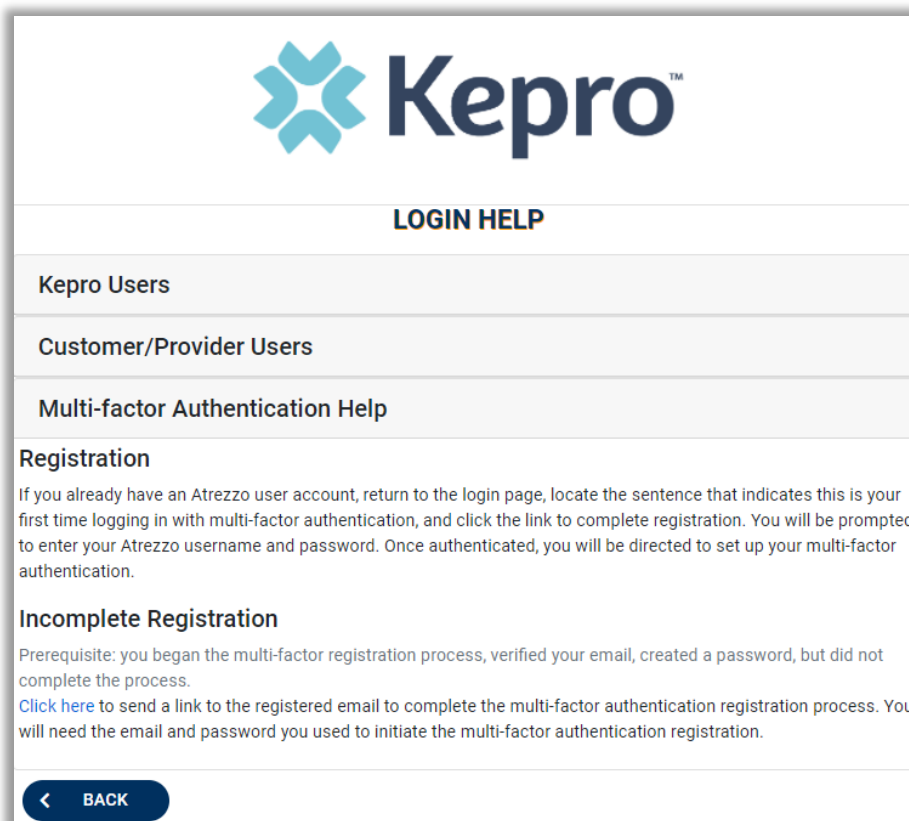 Kepro™
LOGIN HELP
Kepro Users
Customer/Provider Users
Multi-factor Authentication Help
Registration
If you already have an Atrezzo user account, return to the login page, locate the sentence that indicates this is your
first time logging in with multi-factor authentication, and click the link to complete registration. You will be prompted
to enter your Atrezzo username and password. Once authenticated, you will be directed to set up your multi-factor
authentication.
Incomplete Registration
Prerequisite: you began the multi-factor registration process, verified your email, created a password, but did not
complete the process.
Click here to send a link to the registered email to complete the multi-factor authentication registration process. You
will need the email and password you used to initiate the multi-factor authentication registration.
BACK